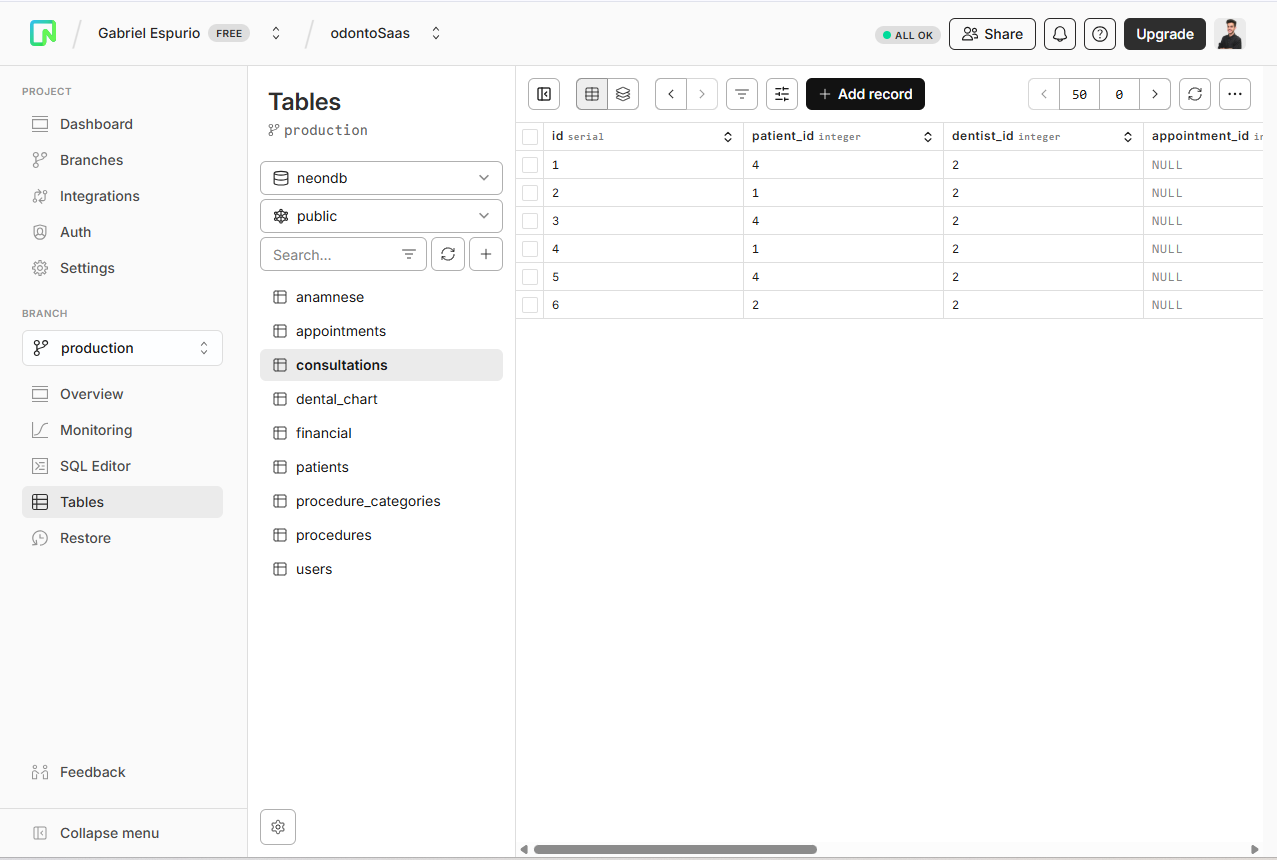 Gabriel Espurio FREE odontoSaas ALL OK Share Upgrade
PROJECT
Dashboard
Branches
Integrations
Auth
Settings
BRANCH
production
Overview
Monitoring
SQL Editor
Tables
Restore
Feedback
Collapse menu
Tables
production
neondb
public
Search...
anamnese
appointments
consultations
dental_chart
financial
patients
procedure_categories
procedures
users
Add record 50 0
id serial patient_id integer dentist_id integer appointment_id in
1 4 2 NULL
2 1 2 NULL
3 4 2 NULL
4 1 2 NULL
5 4 2 NULL
6 2 2 NULL